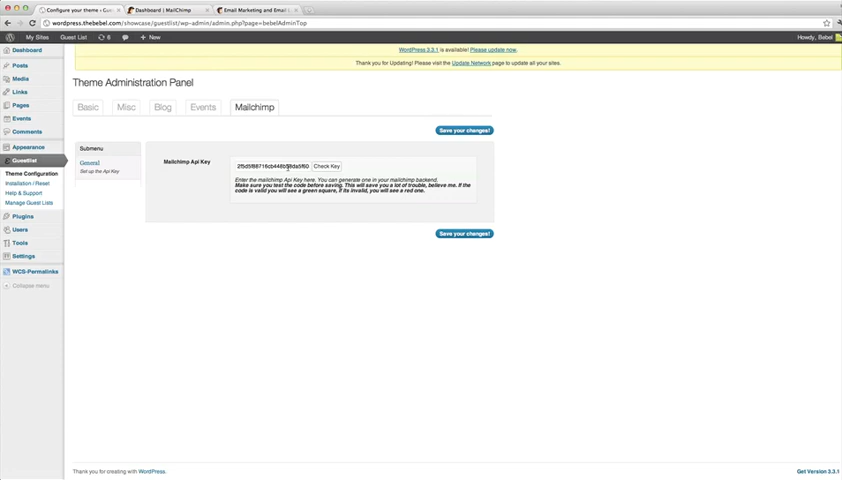 Configure your theme ‹ Gues
Dashboard | MailChimp
Email Marketing and Email L
wordpress.thebebel.com/showcase/guestlist/wp-admin/admin.php?page=bebelAdminTop
My Sites
Guest List
6
+ New
Howdy, Bebel
Dashboard
Posts
Media
Links
Pages
Events
Comments
Appearance
Guestlist
Theme Configuration
Installation / Reset
Help & Support
Manage Guest Lists
Plugins
Users
Tools
Settings
WCS-Permalinks
Collapse menu
WordPress 3.3.1 is available! Please update now.
Thank you for Updating! Please visit the Update Network page to update all your sites.
Theme Administration Panel
Basic
Misc
Blog
Events
Mailchimp
Save your changes!
Submenu
General
Set up the Api Key
Mailchimp Api Key
Check Key
Enter the mailchimp Api Key here. You can generate one in your mailchimp backend.
Make sure you test the code before saving. This will save you a lot of trouble, believe me. If the
code is valid you will see a green square, if its invalid, you will see a red one.
Save your changes!
Thank you for creating with WordPress.
Get Version 3.3.1